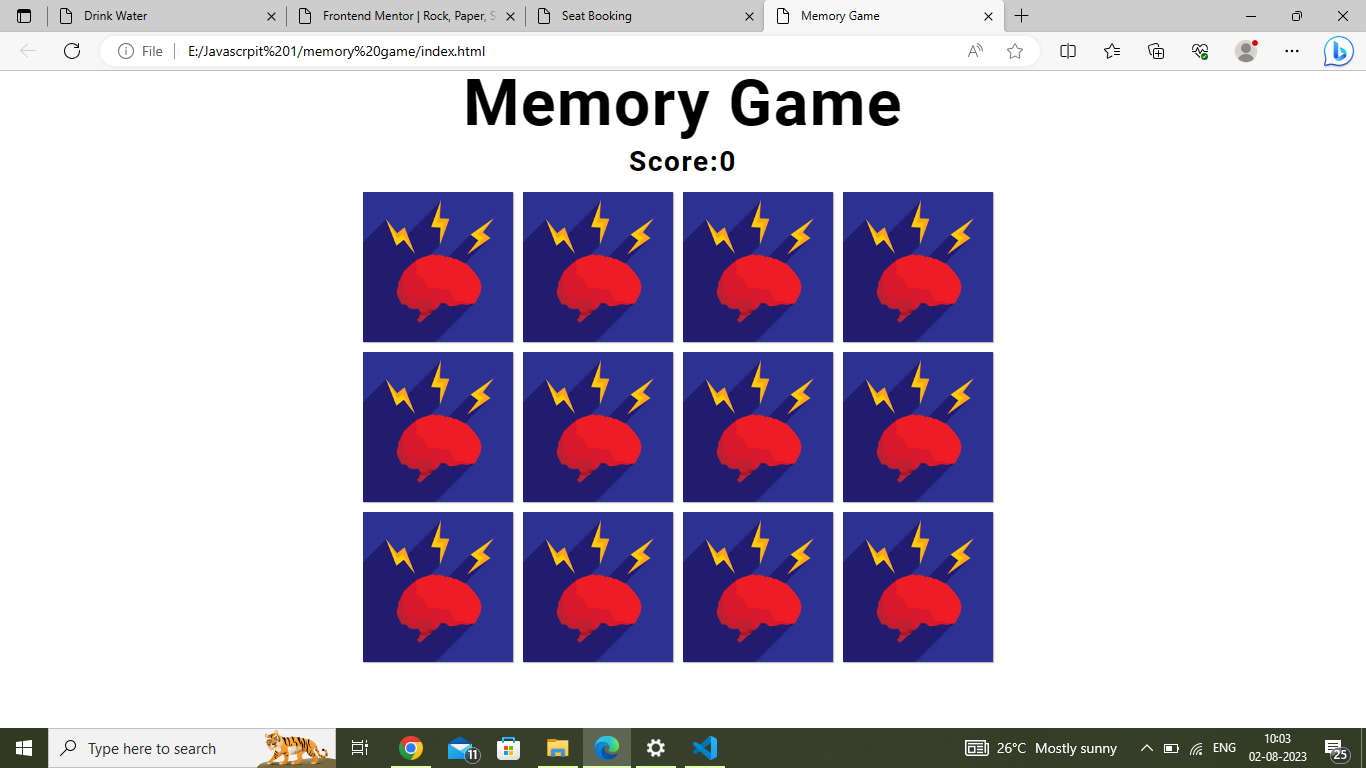 Drink Water
Frontend Mentor | Rock, Paper, S
Seat Booking
Memory Game
File
E:/Javascrpit%201/memory%20game/index.html
Memory Game
Score:0
Type here to search
11
26°C Mostly sunny
ENG
10:03
02-08-2023
25